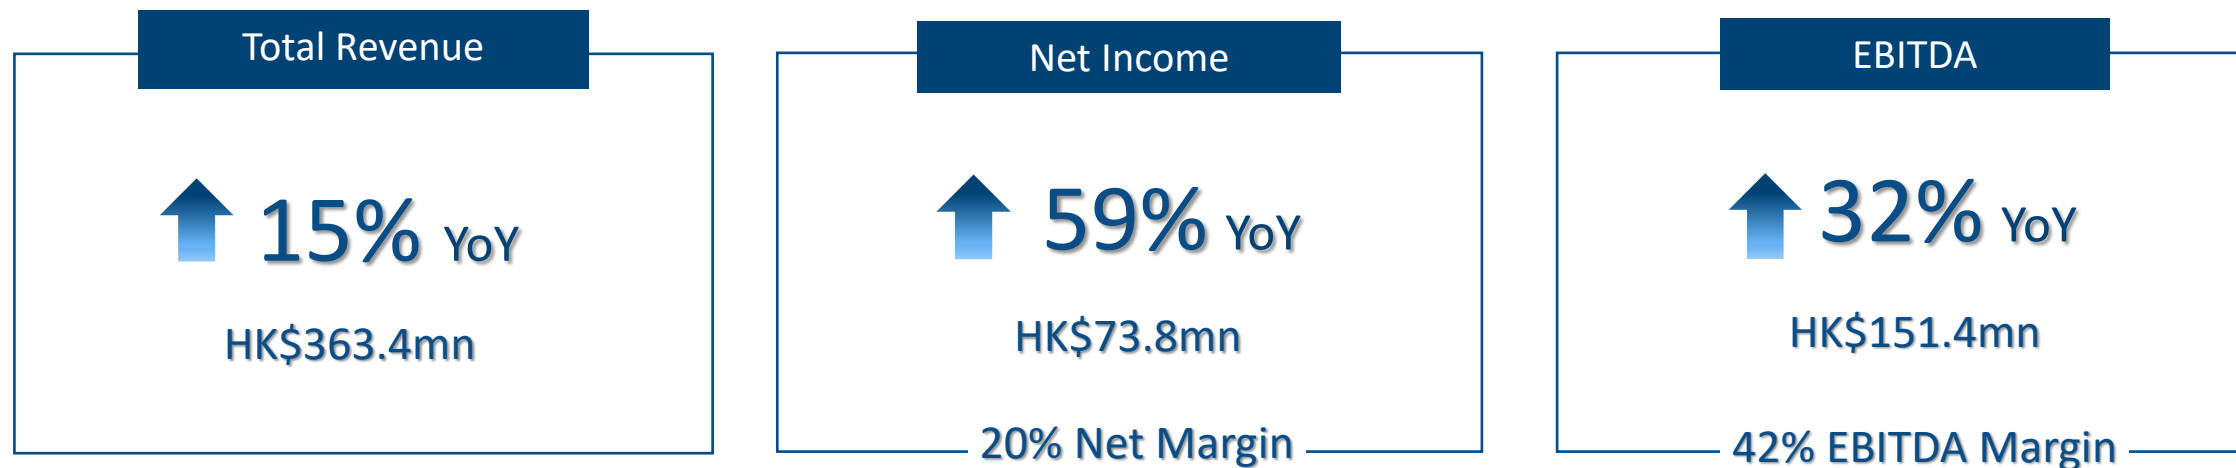 Total Revenue
15% YoY
HK$363.4mn
Net Income
59% YoY
HK$73.8mn
20% Net Margin
EBITDA
32% YoY
HK$151.4mn
42% EBITDA Margin